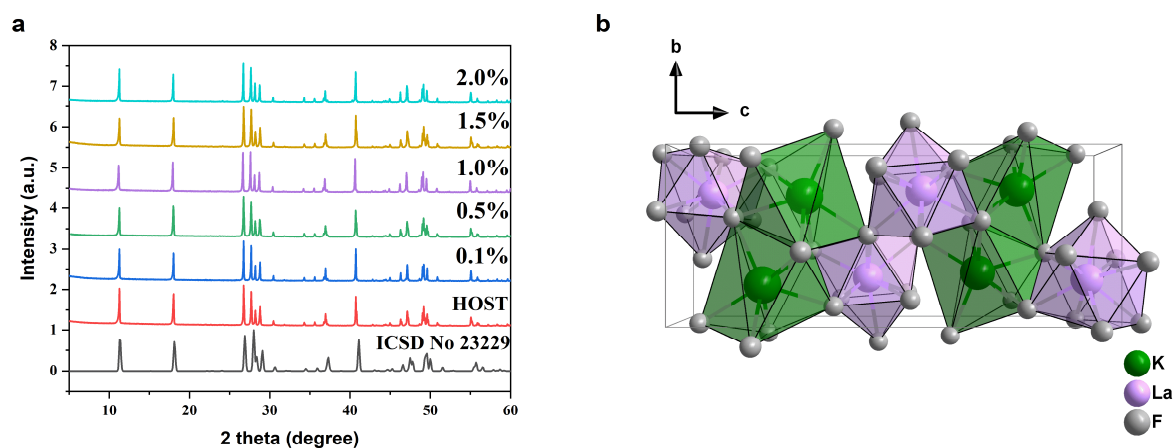 a
8
7
6
5
4
3
2
1
0
Intensity (a.u.)
2.0%
1.5%
1.0%
0.5%
0.1%
HOST
ICSD No 23229
10 20 30 40 50 60
2 theta (degree)
b
b
c
K
La
F